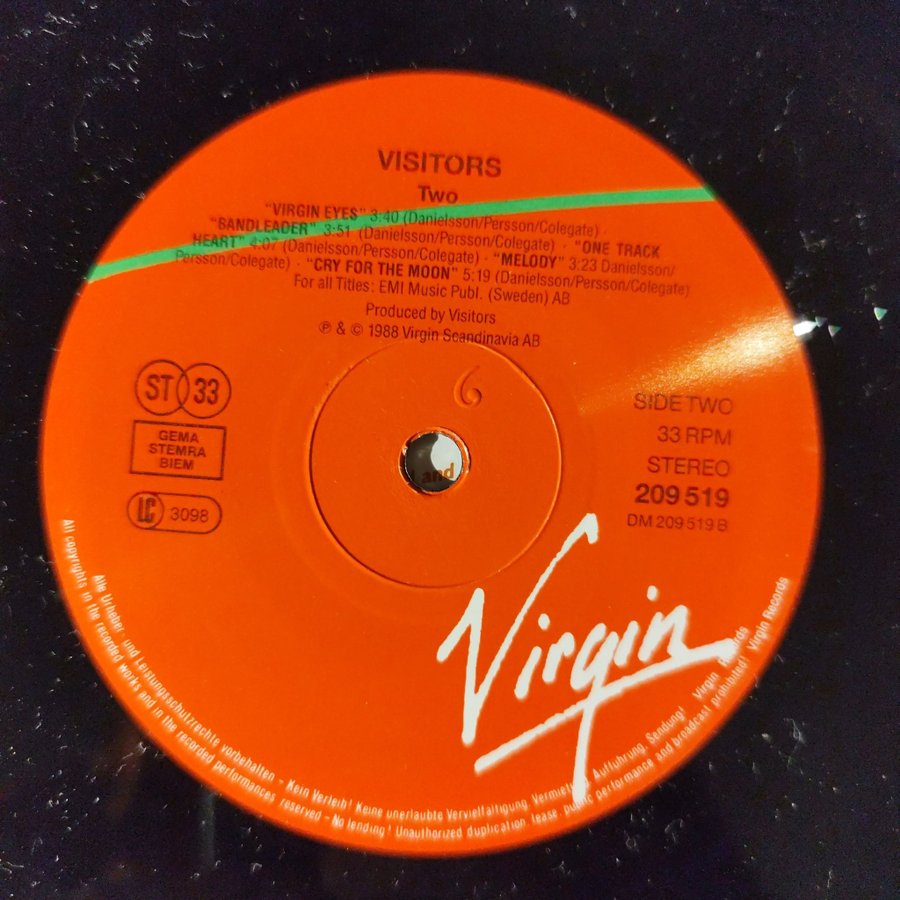 VISITORS
Two
"VIRGIN EYES" 3:40 (Danielsson/Persson/Colegate) ·
"BANDLEADER" 3:51 (Danielsson/Persson/Colegate) · "ONE TRACK
HEART" 4:07 (Danielsson/Persson/Colegate) · "MELODY" 3:23 Danielsson/
Persson/Colegate) · "CRY FOR THE MOON" 5:19 (Danielsson/Persson/Colegate).
For all Titles: EMI Music Publ. (Sweden) AB
Produced by Visitors
℗ & © 1988 Virgin Scandinavia AB
ST 33
GEMA
STEMRA
BIEM
LC 3098
and
SIDE TWO
33 RPM
STEREO
209 519
DM 209 519 B
Virgin
Alle Urheber- und Leistungsschutzrechte vorbehalten – Kein Verleih! Keine unerlaubte Vervielfältigung, Vermietung, Aufführung, Sendung! Virgin Records
All copyrights in the recorded works and in the recorded performances reserved – No lending! Unauthorized duplication lease public performance and broadcast prohibited! Virgin Records